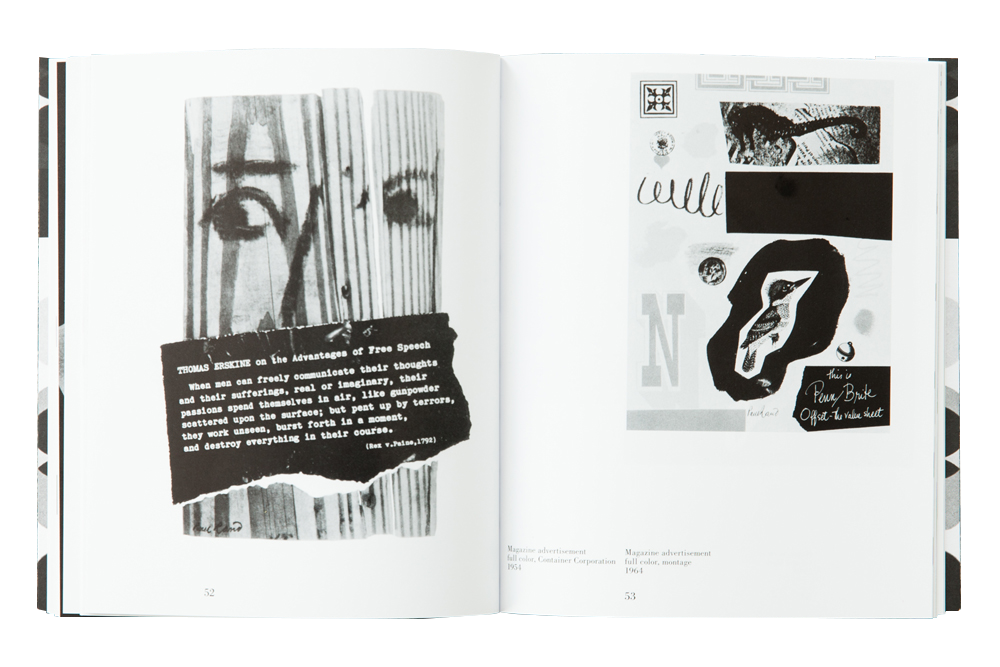 THOMAS ERSKINE on the Advantages of Free Speech
When men can freely communicate their thoughts
and their sufferings, real or imaginary, their
passions spend themselves in air, like gunpowder
scattered upon the surface; but pent up by terrors,
they work unseen, burst forth in a moment,
and destroy everything in their course.
(Rex v.Paine,1792)
Paul Rand
52
N
this is
Penn/Brite
Offset-the value sheet
Paul Rand
Magazine advertisement
full color, Container Corporation
1954
Magazine advertisement
full color, montage
1964
53